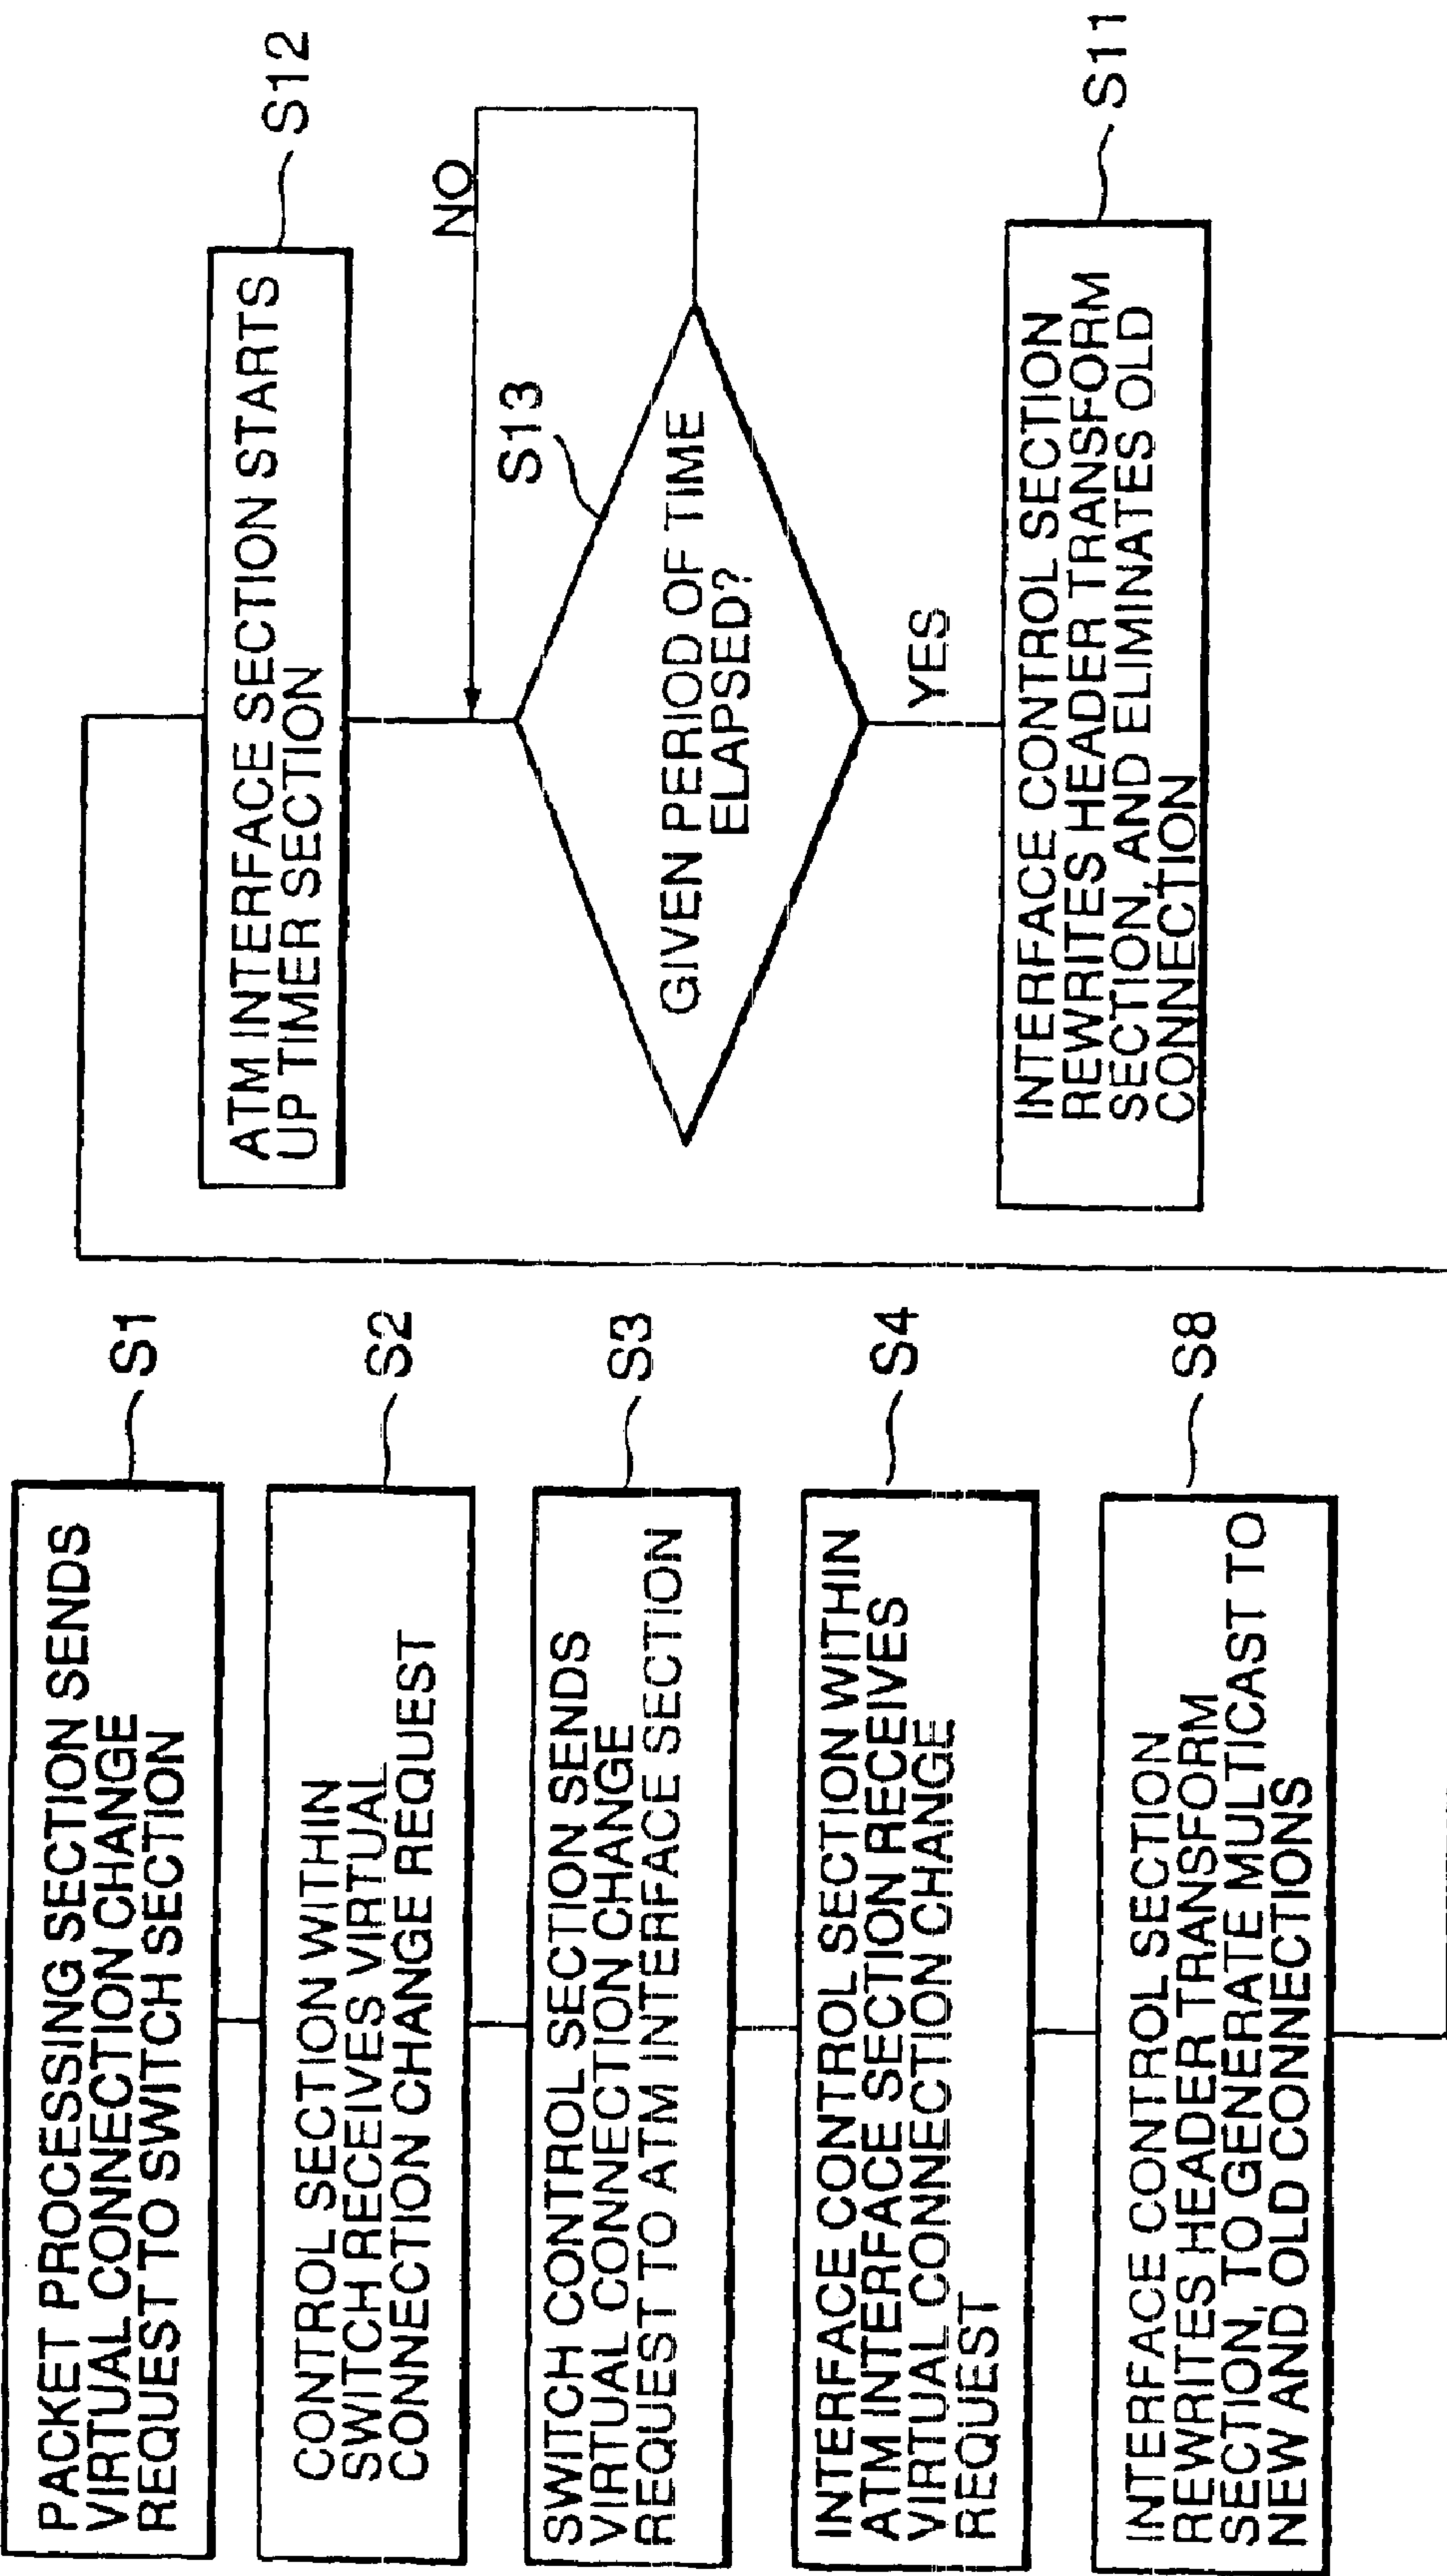 PACKET PROCESSING SECTION SENDS
VIRTUAL CONNECTION CHANGE
REQUEST TO SWITCH SECTION
S1
CONTROL SECTION WITHIN
SWITCH RECEIVES VIRTUAL
CONNECTION CHANGE REQUEST
S2
SWITCH CONTROL SECTION SENDS
VIRTUAL CONNECTION CHANGE
REQUEST TO ATM INTERFACE SECTION
S3
INTERFACE CONTROL SECTION WITHIN
ATM INTERFACE SECTION RECEIVES
VIRTUAL CONNECTION CHANGE
REQUEST
S4
INTERFACE CONTROL SECTION
REWRITES HEADER TRANSFORM
SECTION, TO GENERATE MULTICAST TO
NEW AND OLD CONNECTIONS
S8
ATM INTERFACE SECTION STARTS
UP TIMER SECTION
S12
NO
S13
GIVEN PERIOD OF TIME
ELAPSED?
YES
INTERFACE CONTROL SECTION
REWRITES HEADER TRANSFORM
SECTION, AND ELIMINATES OLD
CONNECTION
S11